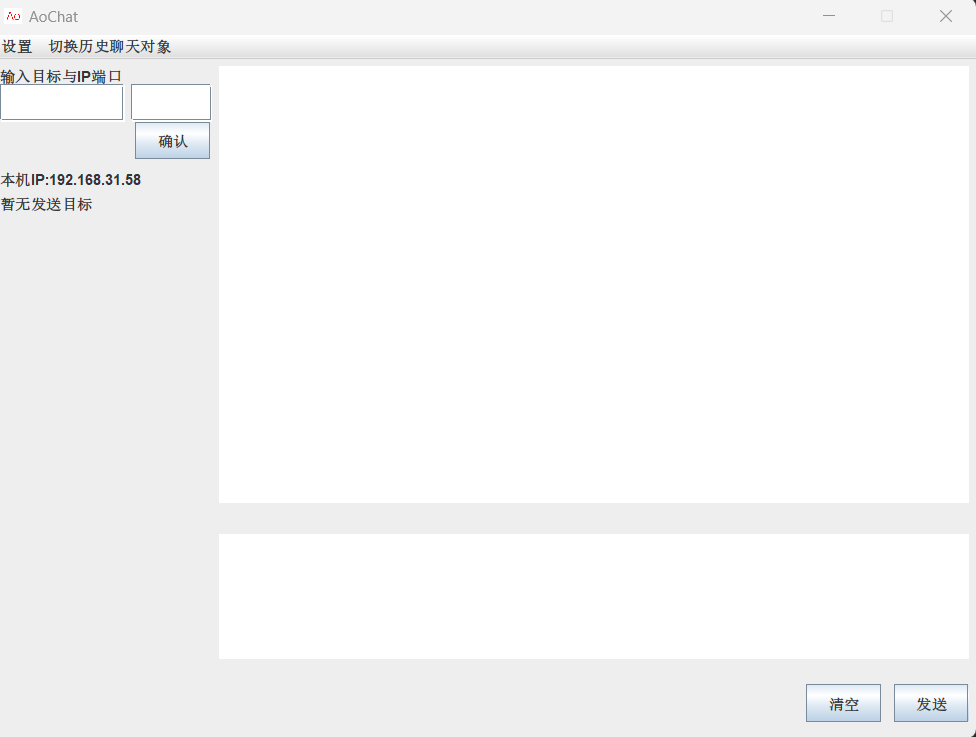 Ao AoChat
设置 切换历史聊天对象
输入目标与IP端口
确认
本机IP:192.168.31.58
暂无发送目标
清空 发送